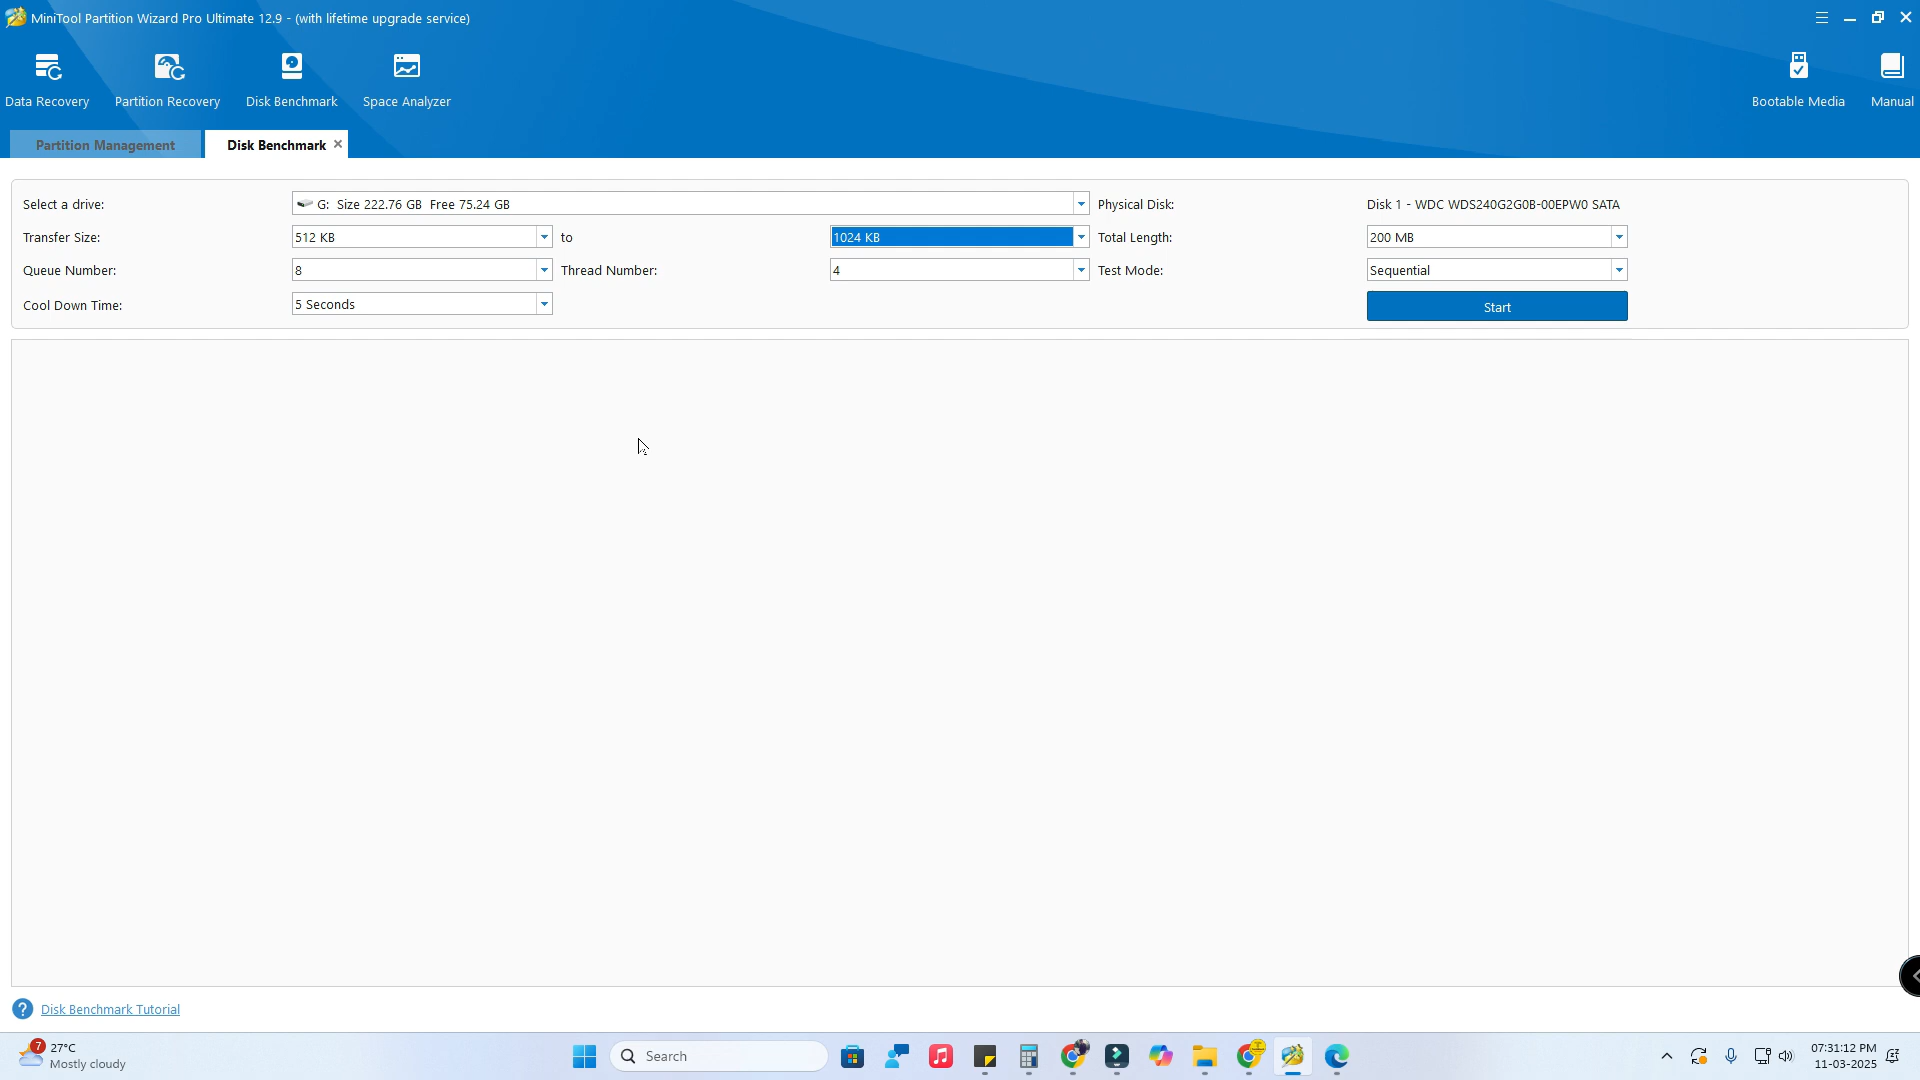 MiniTool Partition Wizard Pro Ultimate 12.9 - (with lifetime upgrade service)
Data Recovery
Partition Recovery
Disk Benchmark
Space Analyzer
Bootable Media
Manual
Partition Management
Disk Benchmark
Select a drive:
G: Size 222.76 GB Free 75.24 GB
Physical Disk:
Disk 1 - WDC WDS240G2G0B-00EPW0 SATA
Transfer Size:
512 KB
to
1024 KB
Total Length:
200 MB
Queue Number:
8
Thread Number:
4
Test Mode:
Sequential
Cool Down Time:
5 Seconds
Start
? Disk Benchmark Tutorial
7
27°C
Mostly cloudy
Search
07:31:12 PM
11-03-2025